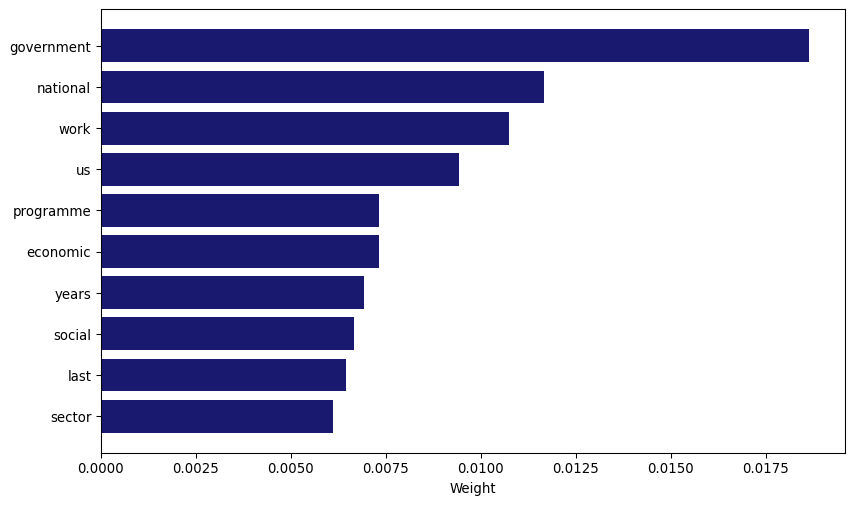 government
national
work
us
programme
economic
years
social
last
sector
0.0000 0.0025 0.0050 0.0075 0.0100 0.0125 0.0150 0.0175
Weight